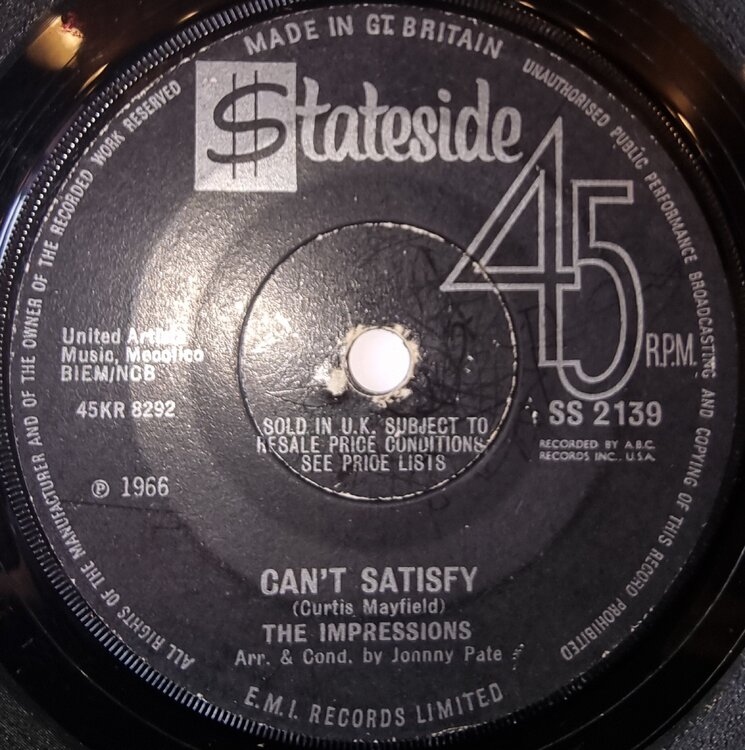 MADE IN GT. BRITAIN
UNAUTHORISED PUBLIC PERFORMANCE BROADCASTING AND COPYING OF THIS RECORD PROHIBITED
ALL RIGHTS OF THE MANUFACTURER AND OF THE OWNER OF THE RECORDED WORK RESERVED
$tateside
45
R.P.M.
United
Music, Mecolico
BIEM/NCB
45KR 8292
SS 2139
RECORDED BY A.B.C.
RECORDS INC., U.S.A.
SOLD IN U.K. SUBJECT TO
RESALE PRICE CONDITIONS
SEE PRICE LISTS
℗ 1966
CAN'T SATISFY
(Curtis Mayfield)
THE IMPRESSIONS
Arr. & Cond. by Jonny Pate
E.M.I. RECORDS LIMITED